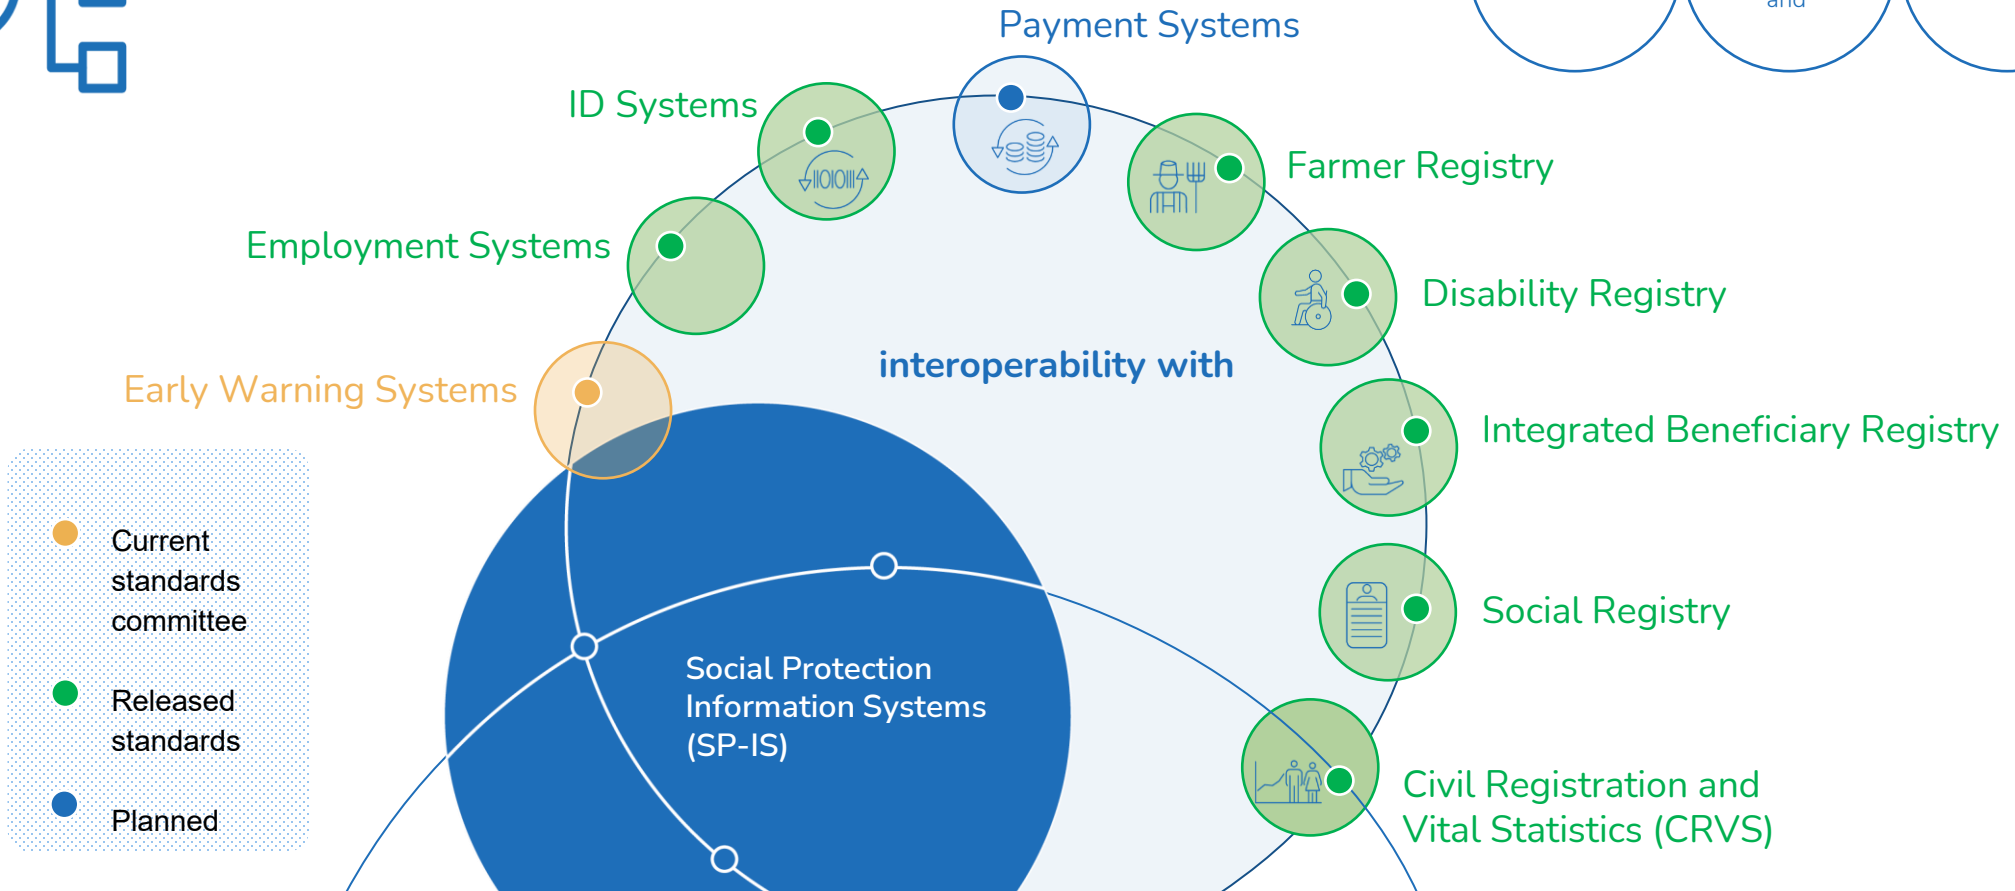 and
Payment Systems
ID Systems
Farmer Registry
Employment Systems
Disability Registry
interoperability with
Early Warning Systems
Integrated Beneficiary Registry
Current
standards
committee
Released
standards
Planned
Social Registry
Social Protection
Information Systems
(SP-IS)
Civil Registration and
Vital Statistics (CRVS)